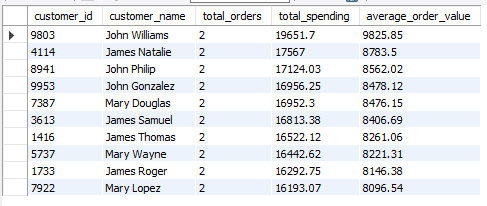 customer_id customer_name total_orders total_spending average_order_value
9803 John Williams 2 19651.7 9825.85
4114 James Natalie 2 17567 8783.5
8941 John Philip 2 17124.03 8562.02
9953 John Gonzalez 2 16956.25 8478.12
7387 Mary Douglas 2 16952.3 8476.15
3613 James Samuel 2 16813.38 8406.69
1416 James Thomas 2 16522.12 8261.06
5737 Mary Wayne 2 16442.62 8221.31
1733 James Roger 2 16292.75 8146.38
7922 Mary Lopez 2 16193.07 8096.54